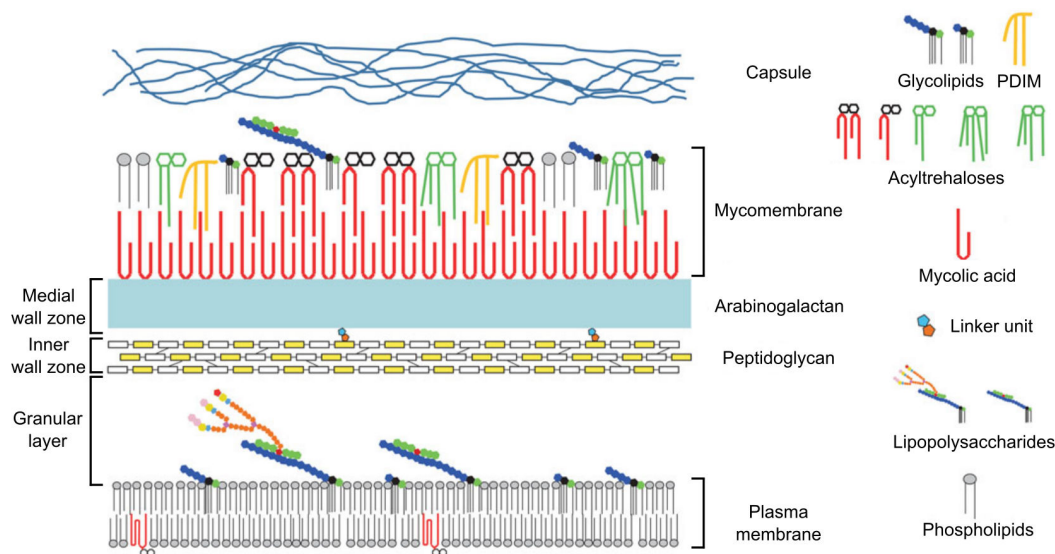 Capsule
Glycolipids PDIM
Acyltrehaloses
Mycomembrane
Mycolic acid
Medial
wall zone
Arabinogalactan
Linker unit
Inner
wall zone
Peptidoglycan
Granular
layer
Lipopolysaccharides
Plasma
membrane
Phospholipids